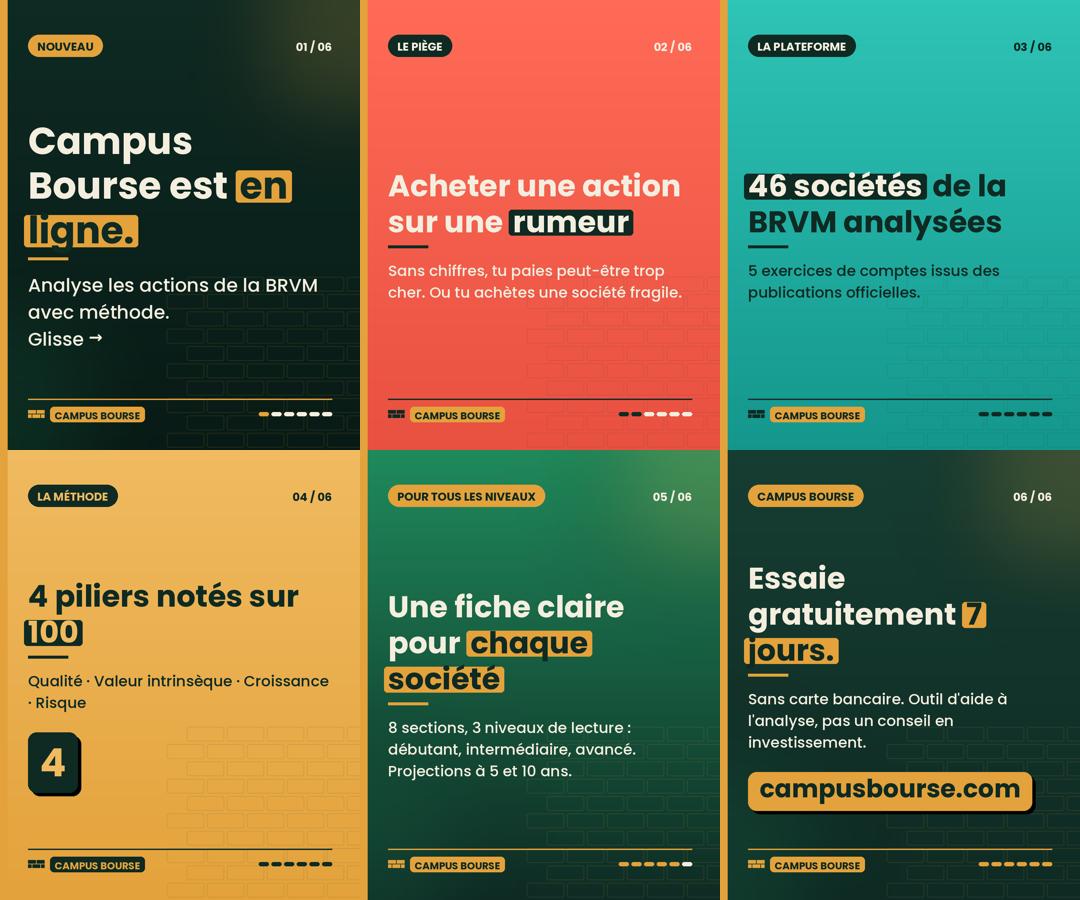 NOUVEAU
01 / 06
Campus
Bourse est en
ligne.
Analyse les actions de la BRVM
avec méthode.
Glisse →
CAMPUS BOURSE
LE PIÈGE
02 / 06
Acheter une action
sur une rumeur
Sans chiffres, tu paies peut-être trop
cher. Ou tu achètes une société fragile.
CAMPUS BOURSE
LA PLATEFORME
03 / 06
46 sociétés de la
BRVM analysées
5 exercices de comptes issus des
publications officielles.
CAMPUS BOURSE
LA MÉTHODE
04 / 06
4 piliers notés sur
100
Qualité · Valeur intrinsèque · Croissance
· Risque
4
CAMPUS BOURSE
POUR TOUS LES NIVEAUX
05 / 06
Une fiche claire
pour chaque
société
8 sections, 3 niveaux de lecture :
débutant, intermédiaire, avancé.
Projections à 5 et 10 ans.
CAMPUS BOURSE
CAMPUS BOURSE
06 / 06
Essaie
gratuitement 7
jours.
Sans carte bancaire. Outil d'aide à
l'analyse, pas un conseil en
investissement.
campusbourse.com
CAMPUS BOURSE